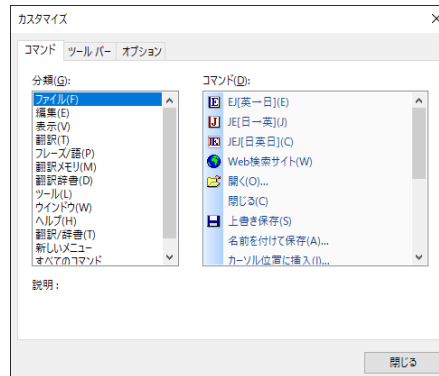 カスタマイズ
コマンド ツール バー オプション
分類(G):
ファイル(F)
編集(E)
表示(V)
翻訳(T)
フレーズ/語(P)
翻訳メモリ(M)
翻訳辞書(D)
ツール(L)
ウインドウ(W)
ヘルプ(H)
翻訳/辞書(T)
新しいメニュー
すべてのコマンド
コマンド(D):
EJ[英→日](E)
JE[日→英](J)
JEJ[日英日](C)
Web検索サイト(W)
開く(O)...
閉じる(C)
上書き保存(S)
名前を付けて保存(A)...
カーソル位置に挿入(I)...
説明:
閉じる